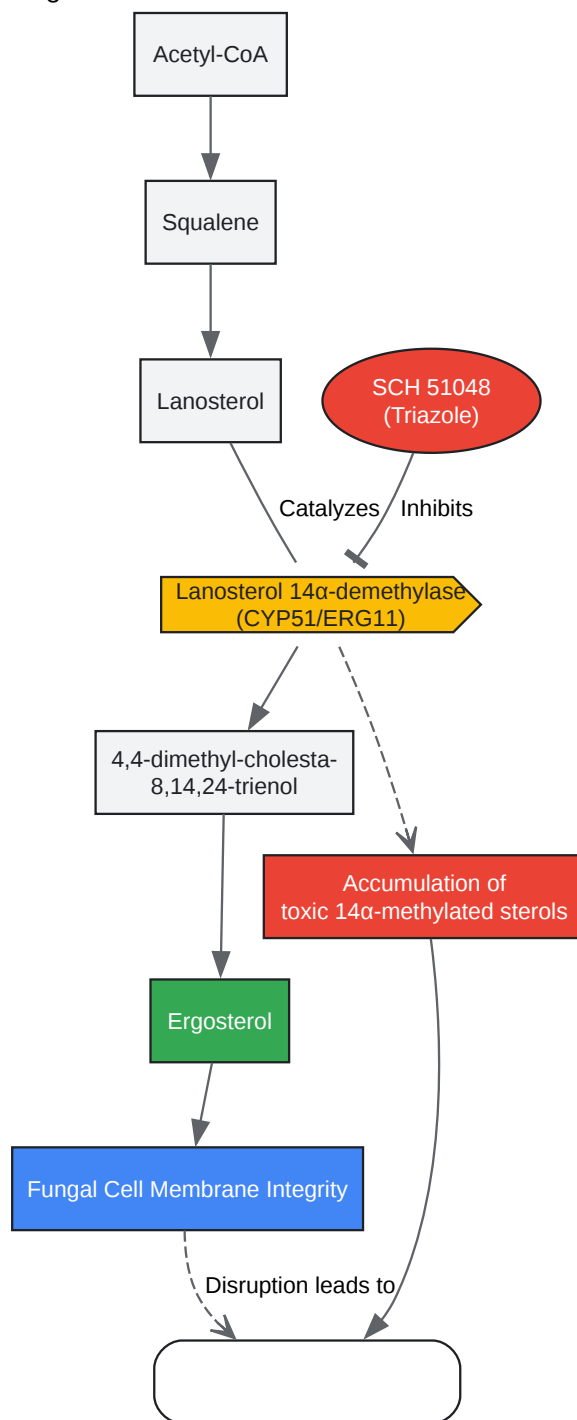 Acetyl-CoA
Squalene
Lanosterol
SCH 51048
(Triazole)
Catalyzes
Inhibits
Lanosterol 14α-demethylase
(CYP51/ERG11)
4,4-dimethyl-cholesta-
8,14,24-trienol
Accumulation of
toxic 14α-methylated sterols
Ergosterol
Fungal Cell Membrane Integrity
Disruption leads to